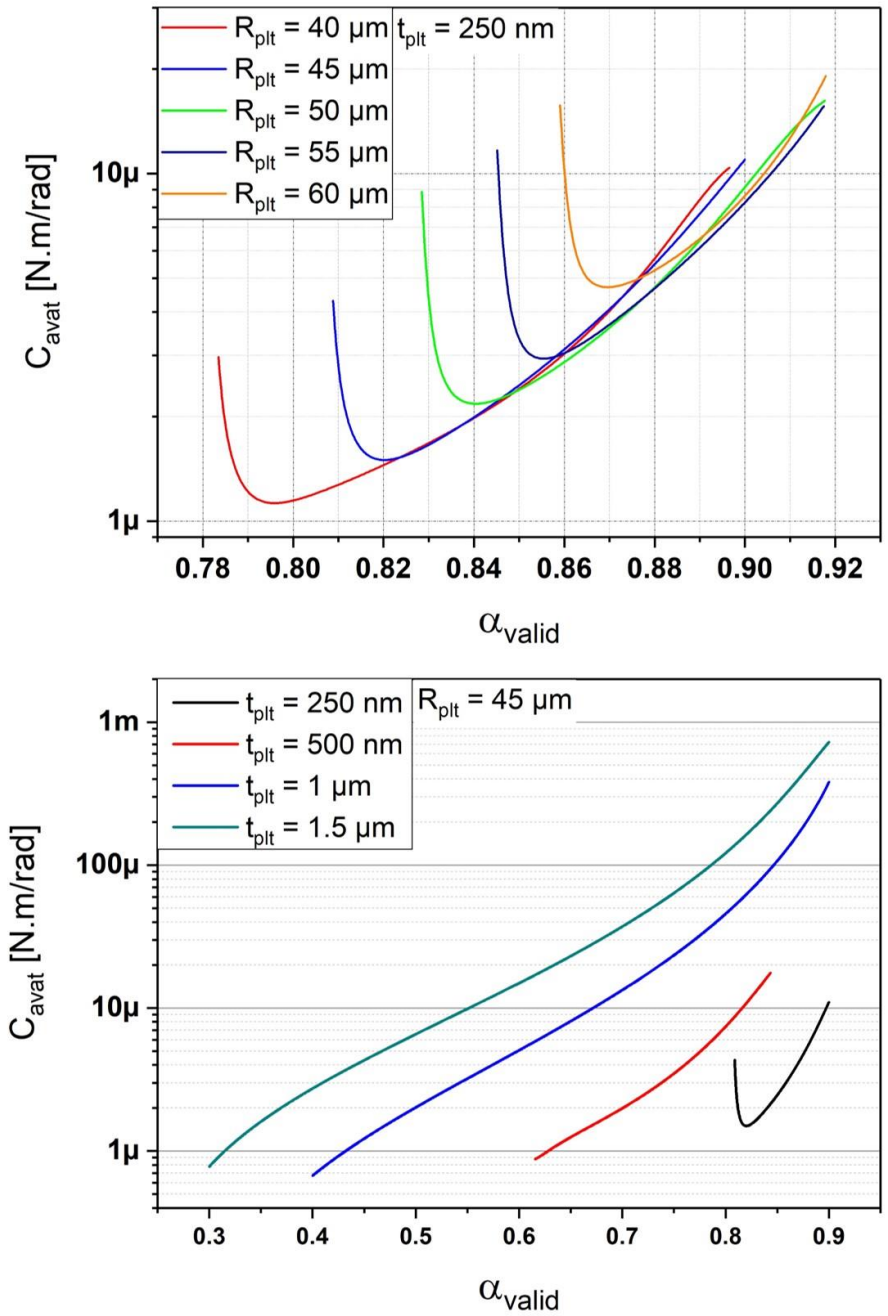 R_plt = 40 µm t_plt = 250 nm
R_plt = 45 µm
R_plt = 50 µm
R_plt = 55 µm
R_plt = 60 µm
C_avat [N.m/rad]
10µ
1µ
0.78 0.80 0.82 0.84 0.86 0.88 0.90 0.92
α_valid
t_plt = 250 nm R_plt = 45 µm
t_plt = 500 nm
t_plt = 1 µm
t_plt = 1.5 µm
C_avat [N.m/rad]
1m
100µ
10µ
1µ
0.3 0.4 0.5 0.6 0.7 0.8 0.9
α_valid